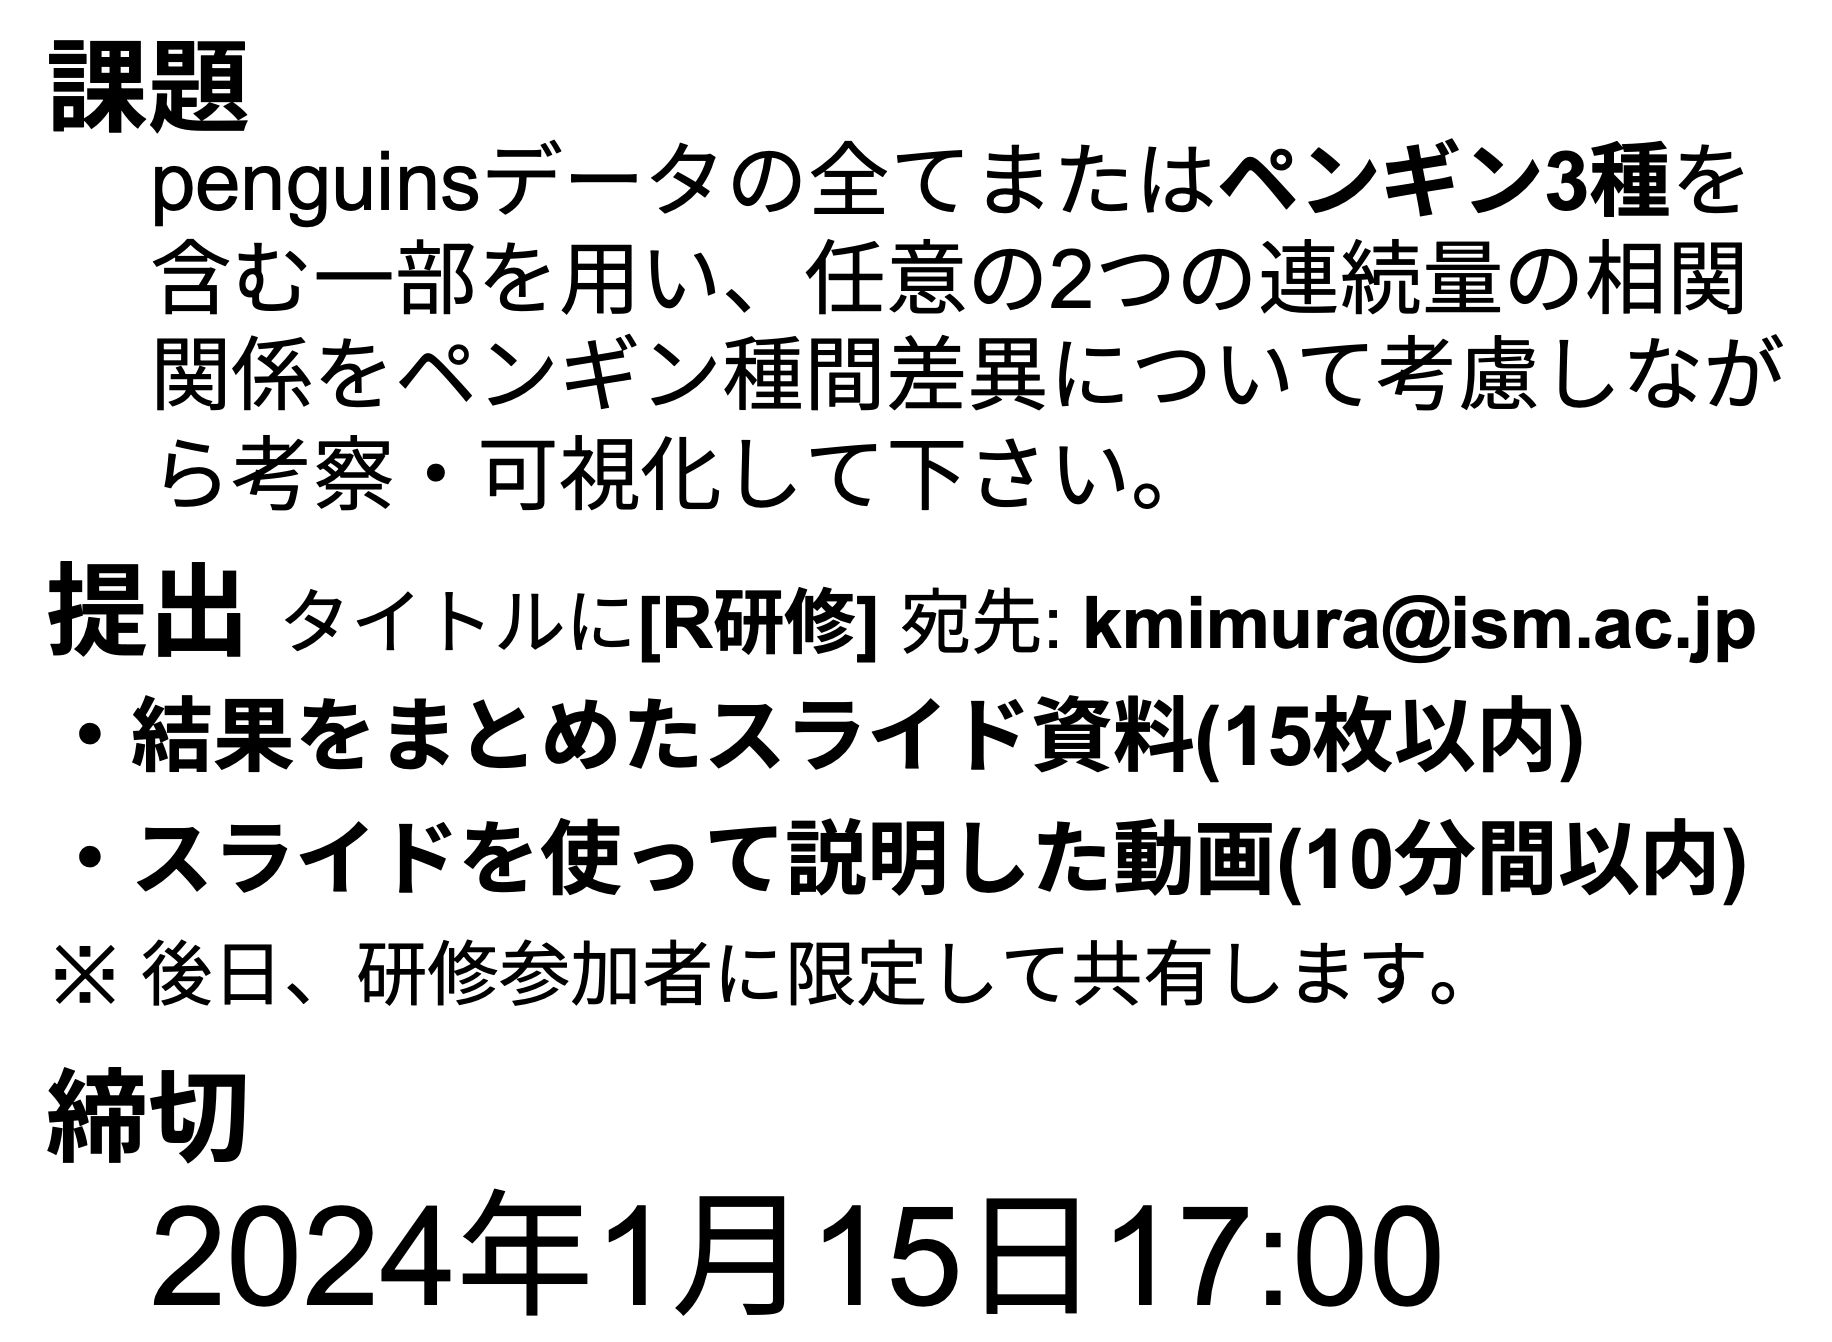 課題
penguinsデータの全てまたはペンギン3種を
含む一部を用い、任意の2つの連続量の相関
関係をペンギン種間差異について考慮しなが
ら考察・可視化して下さい。
提出 タイトルに[R研修] 宛先: kmimura@ism.ac.jp
・結果をまとめたスライド資料(15枚以内)
・スライドを使って説明した動画(10分間以内)
※ 後日、研修参加者に限定して共有します。
締切
2024年1月15日17:00